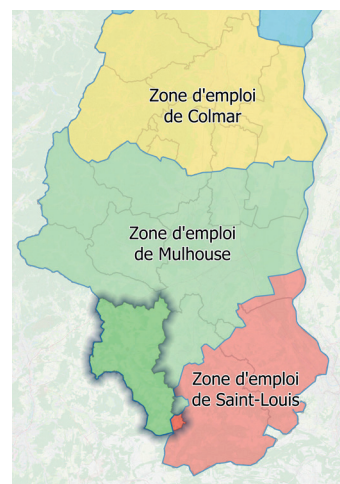 Zone d'emploi
de Colmar
Zone d'emploi
de Mulhouse
Zone d'emploi
de Saint-Louis